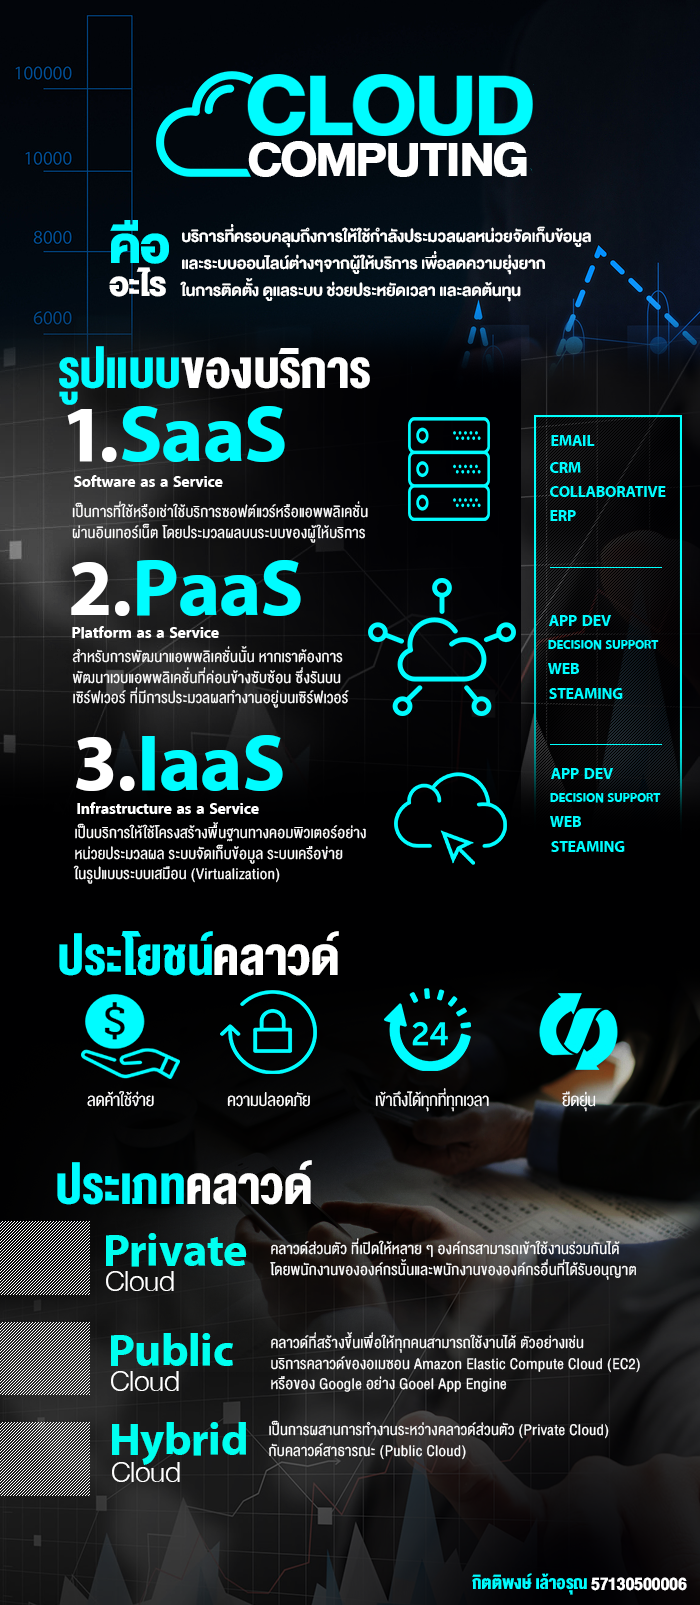 100000
10000
8000
6000
CLOUD
COMPUTING
คือ
อะไร
บริการที่ครอบคลุมถึงการให้ใช้กำลังประมวลผลหน่วยจัดเก็บข้อมูล
และระบบออนไลน์ต่างๆจากผู้ให้บริการ เพื่อลดความยุ่งยาก
ในการติดตั้ง ดูแลระบบ ช่วยประหยัดเวลา และลดต้นทุน
รูปแบบของบริการ
1.SaaS
Software as a Service
เป็นการที่ใช้หรือเช่าใช้บริการซอฟต์แวร์หรือแอพพลิเคชั่น
ผ่านอินเทอร์เน็ต โดยประมวลผลบนระบบของผู้ให้บริการ
EMAIL
CRM
COLLABORATIVE
ERP
2.PaaS
Platform as a Service
สำหรับการพัฒนาแอพพลิเคชั่นนั้น หากเราต้องการ
พัฒนาเวบแอพพลิเคชั่นที่ค่อนข้างซับซ้อน ซึ่งรันบน
เซิร์ฟเวอร์ ที่มีการประมวลผลทำงานอยู่บนเซิร์ฟเวอร์
APP DEV
DECISION SUPPORT
WEB
STEAMING
3.IaaS
Infrastructure as a Service
เป็นบริการให้ใช้โครงสร้างพื้นฐานทางคอมพิวเตอร์อย่าง
หน่วยประมวลผล ระบบจัดเก็บข้อมูล ระบบเครือข่าย
ในรูปแบบระบบเสมือน (Virtualization)
APP DEV
DECISION SUPPORT
WEB
STEAMING
ประโยชน์คลาวด์
$
24
ลดค้าใช้จ่าย
ความปลอดภัย
เข้าถึงได้ทุกที่ทุกเวลา
ยืดยุ่น
ประเภทคลาวด์
Private
Cloud
คลาวด์ส่วนตัว ที่เปิดให้หลาย ๆ องค์กรสามารถเข้าใช้งานร่วมกันได้
โดยพนักงานขององค์กรนั้นและพนักงานขององค์กรอื่นที่ได้รับอนุญาต
Public
Cloud
คลาวด์ที่สร้างขึ้นเพื่อให้ทุกคนสามารถใช้งานได้ ตัวอย่างเช่น
บริการคลาวด์ของอเมซอน Amazon Elastic Compute Cloud (EC2)
หรือของ Google อย่าง Gooel App Engine
Hybrid
Cloud
เป็นการผสานการทำงานระหว่างคลาวด์ส่วนตัว (Private Cloud)
กับคลาวด์สาธารณะ (Public Cloud)
กิตติพงษ์ เล้าอรุณ 57130500006